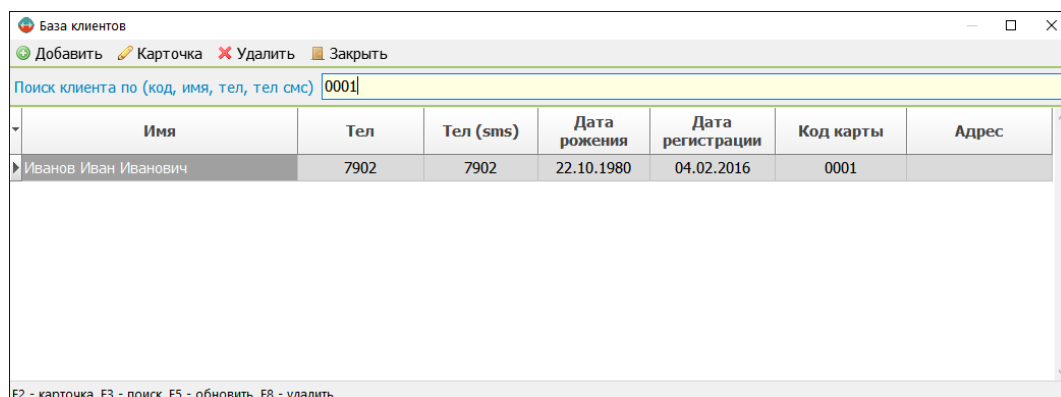 База клиентов
Добавить Карточка Удалить Закрыть
Поиск клиента по (код, имя, тел, тел смс) 0001
Имя Тел Тел (sms) Дата рожения Дата регистрации Код карты Адрес
Иванов Иван Иванович 7902 7902 22.10.1980 04.02.2016 0001
F2 - карточка, F3 - поиск, F5 - обновить, F8 - удалить